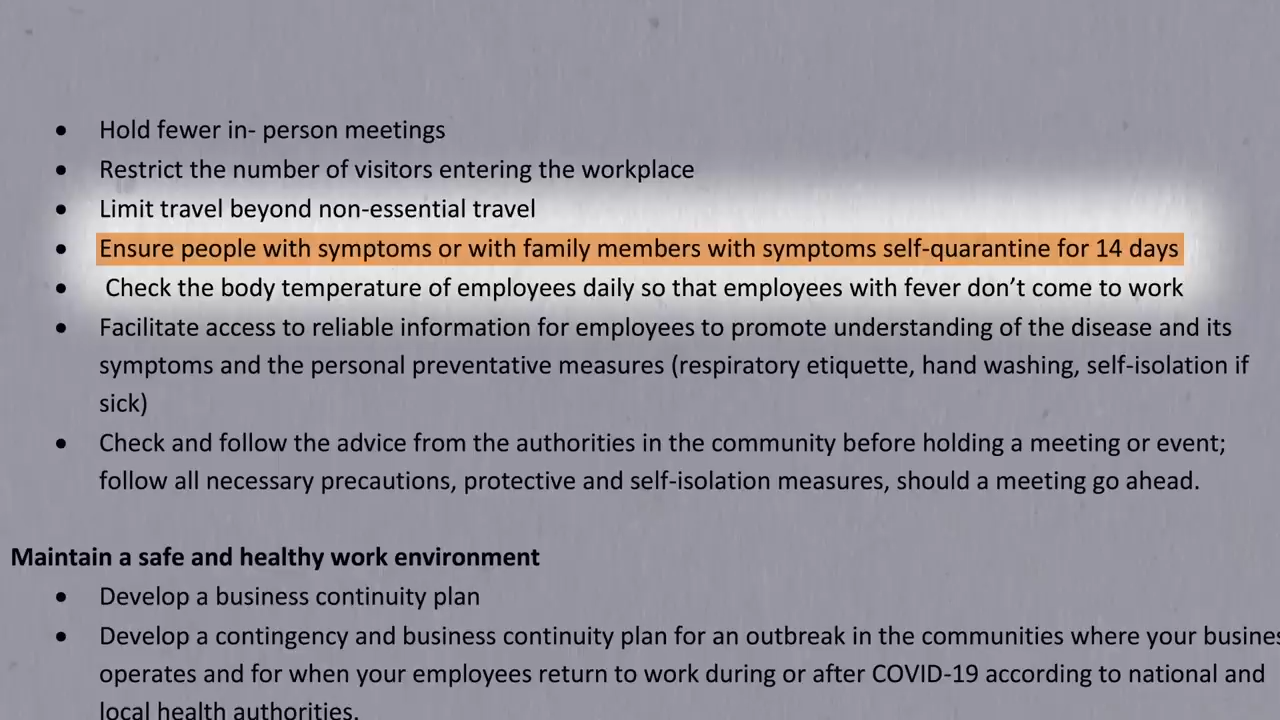 • Hold fewer in- person meetings
• Restrict the number of visitors entering the workplace
• Limit travel beyond non-essential travel
• Ensure people with symptoms or with family members with symptoms self-quarantine for 14 days
• Check the body temperature of employees daily so that employees with fever don’t come to work
• Facilitate access to reliable information for employees to promote understanding of the disease and its
symptoms and the personal preventative measures (respiratory etiquette, hand washing, self-isolation if
sick)
• Check and follow the advice from the authorities in the community before holding a meeting or event;
follow all necessary precautions, protective and self-isolation measures, should a meeting go ahead.
Maintain a safe and healthy work environment
• Develop a business continuity plan
• Develop a contingency and business continuity plan for an outbreak in the communities where your busines
operates and for when your employees return to work during or after COVID-19 according to national and
local health authorities.